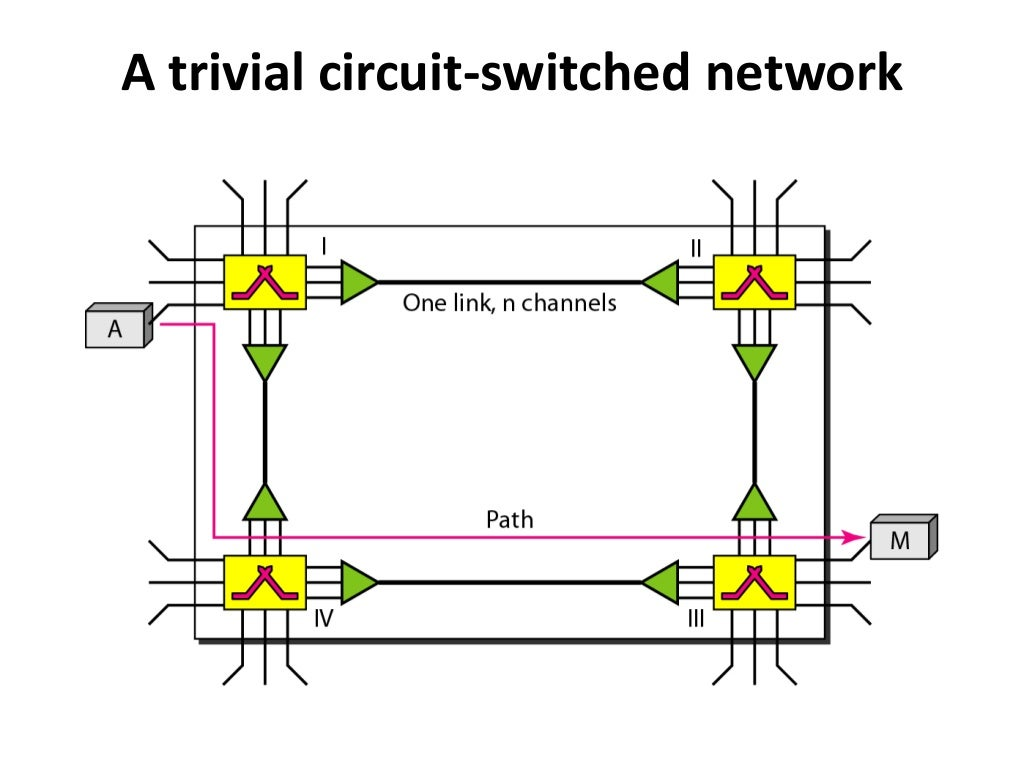 A trivial circuit-switched network
I
II
One link, n channels
A
Path
M
IV
III